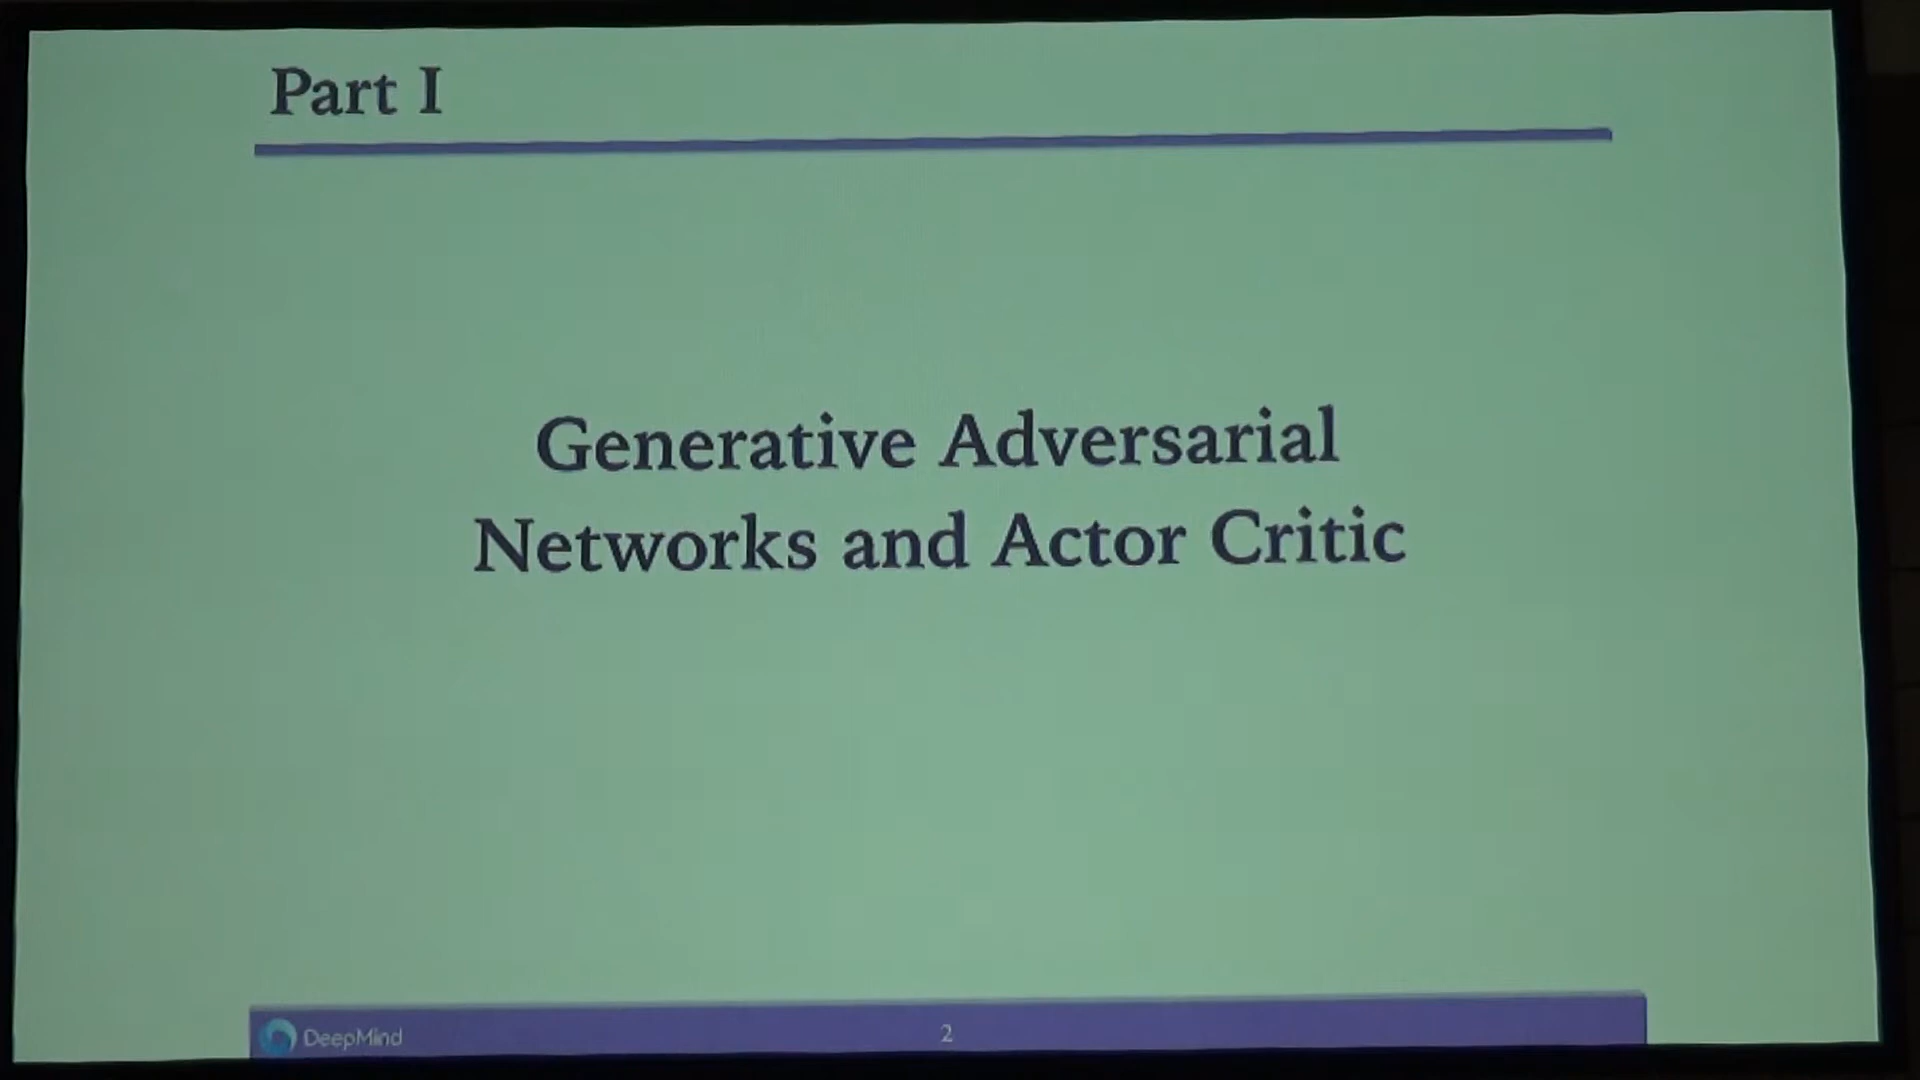 Part I
Generative Adversarial
Networks and Actor Critic
DeepMind
2